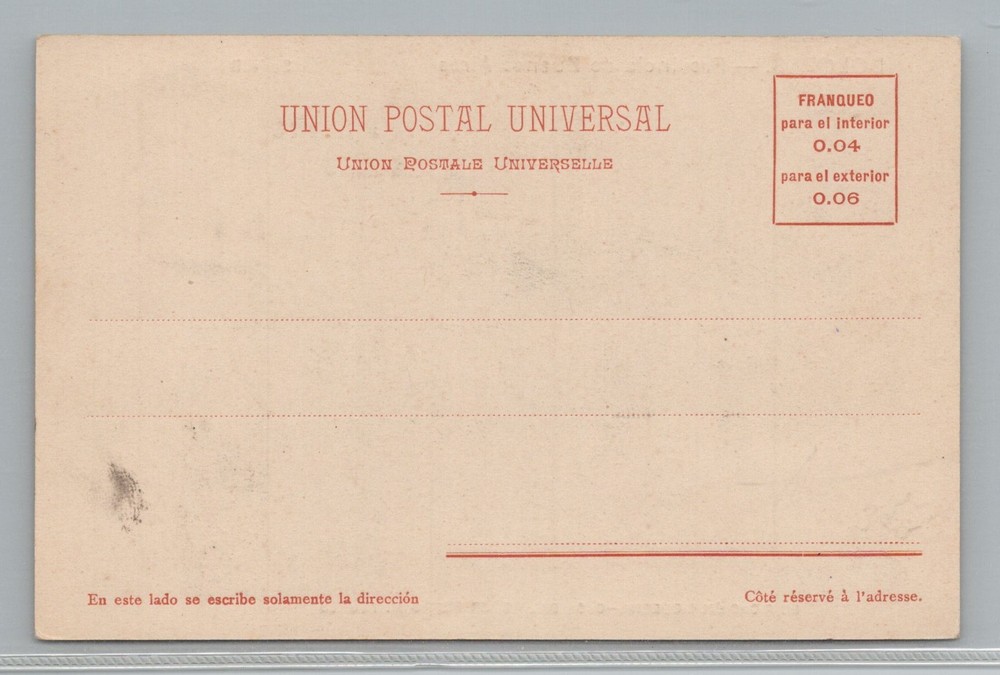 UNION POSTAL UNIVERSAL
UNION POSTALE UNIVERSELLE
FRANQUEO
para el interior
0.04
para el exterior
0.06
En este lado se escribe solamente la dirección
Côté réservé à l'adresse.